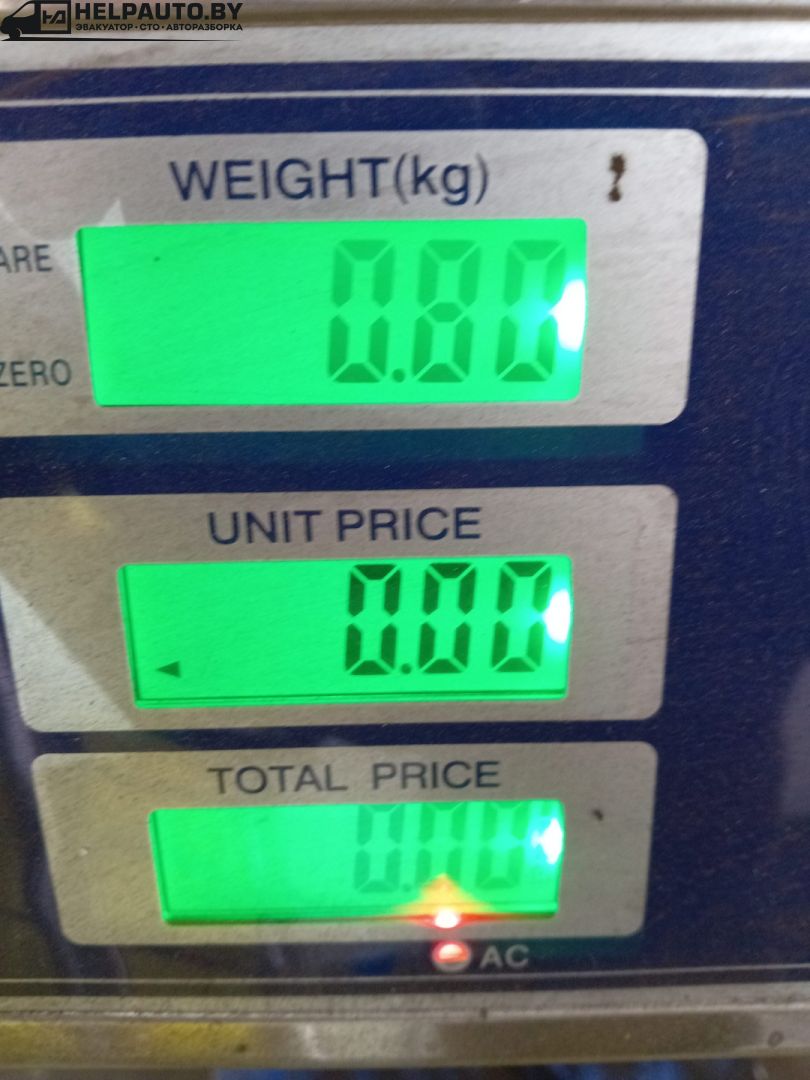 HELPAUTO.BY
ЭВАКУАТОР · СТО · АВТОРАЗБОРКА
WEIGHT(kg)
ARE
0.80
ZERO
UNIT PRICE
0.00
TOTAL PRICE
0.00
AC